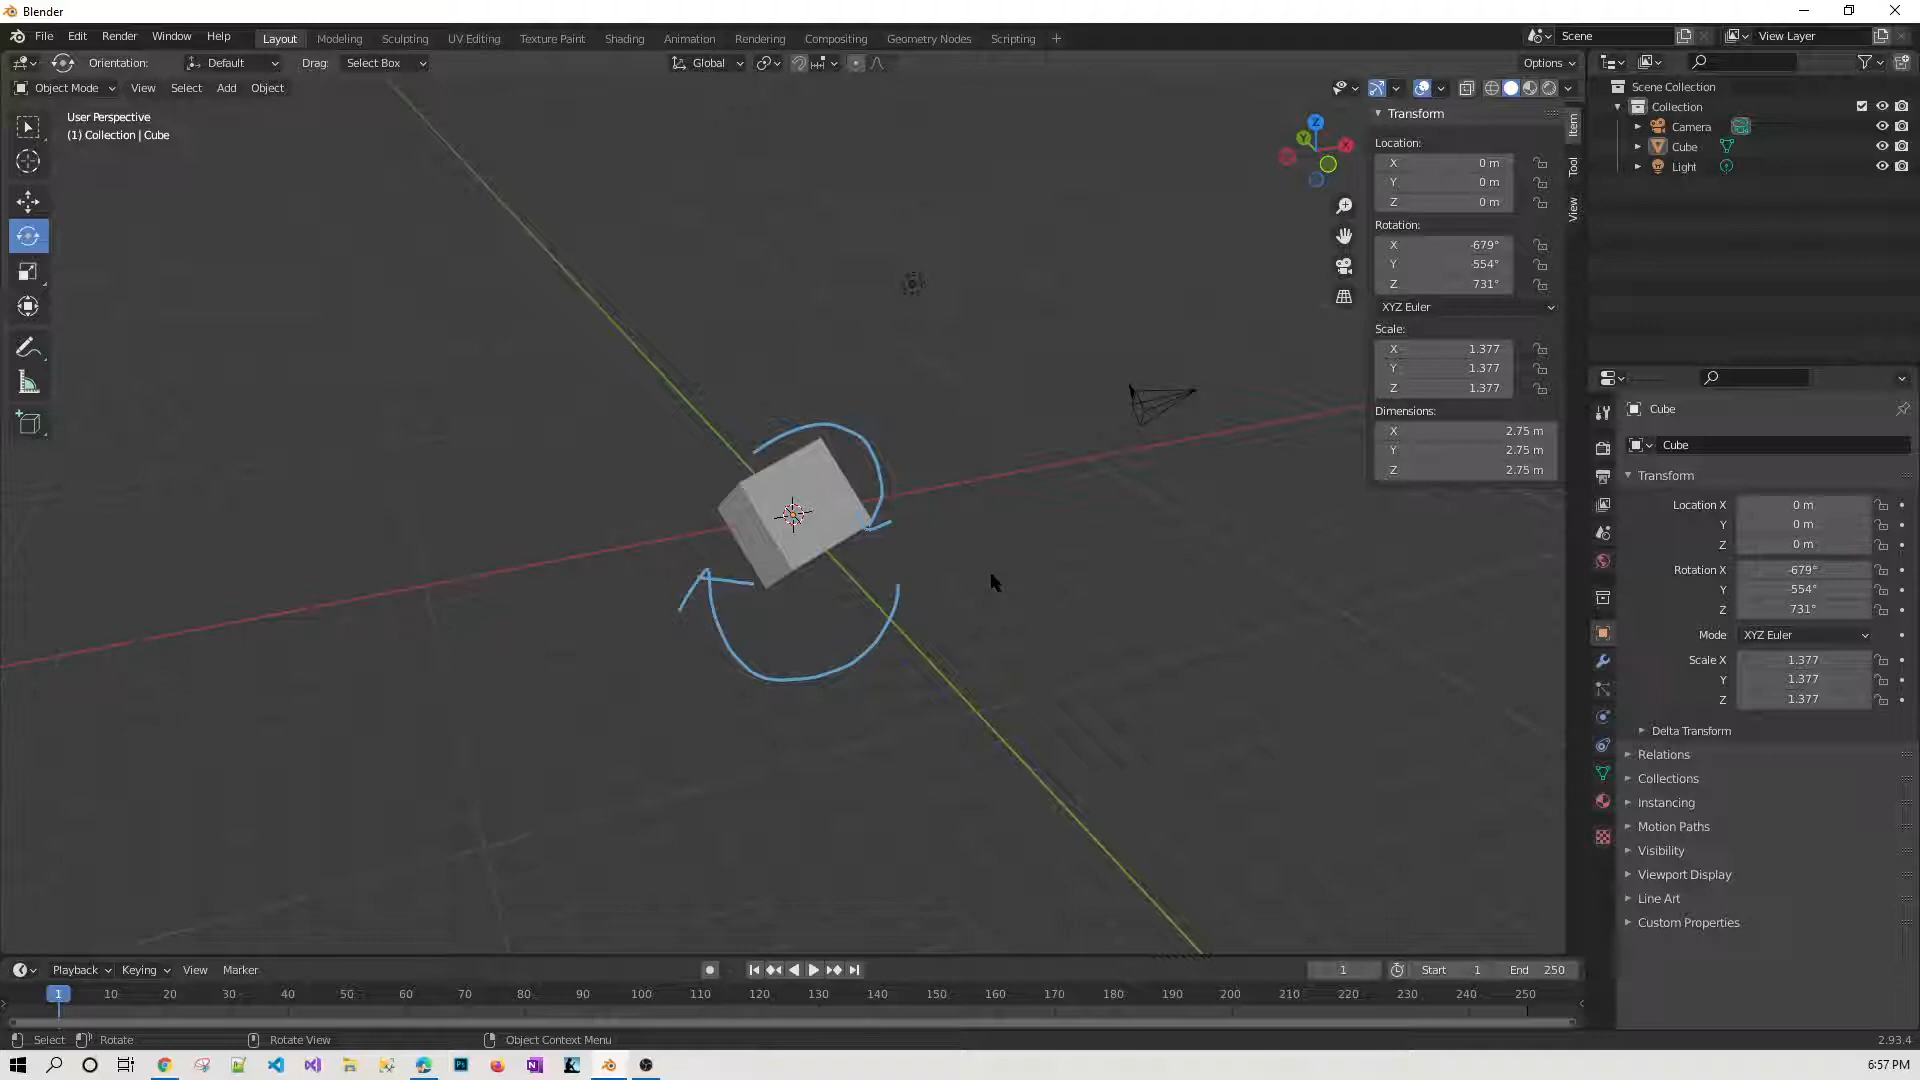 Blender
File Edit Render Window Help
Layout Modeling Sculpting UV Editing Texture Paint Shading Animation Rendering Compositing Geometry Nodes Scripting +
Scene
View Layer
Orientation: Default Drag: Select Box
Global
Options
Object Mode View Select Add Object
User Perspective
(1) Collection | Cube
Z
Y
X
Transform
Location:
X 0 m
Y 0 m
Z 0 m
Rotation:
X -679°
Y -554°
Z 731°
XYZ Euler
Scale:
X 1.377
Y 1.377
Z 1.377
Dimensions:
X 2.75 m
Y 2.75 m
Z 2.75 m
Item
Tool
View
Scene Collection
Collection
Camera
Cube
Light
Cube
Cube
Transform
Location X 0 m
Y 0 m
Z 0 m
Rotation X -679°
Y -554°
Z 731°
Mode XYZ Euler
Scale X 1.377
Y 1.377
Z 1.377
Delta Transform
Relations
Collections
Instancing
Motion Paths
Visibility
Viewport Display
Line Art
Custom Properties
Playback Keying View Marker
1 Start 1 End 250
1 10 20 30 40 50 60 70 80 90 100 110 120 130 140 150 160 170 180 190 200 210 220 230 240 250
Select Rotate Rotate View Object Context Menu
2.93.4
6:57 PM